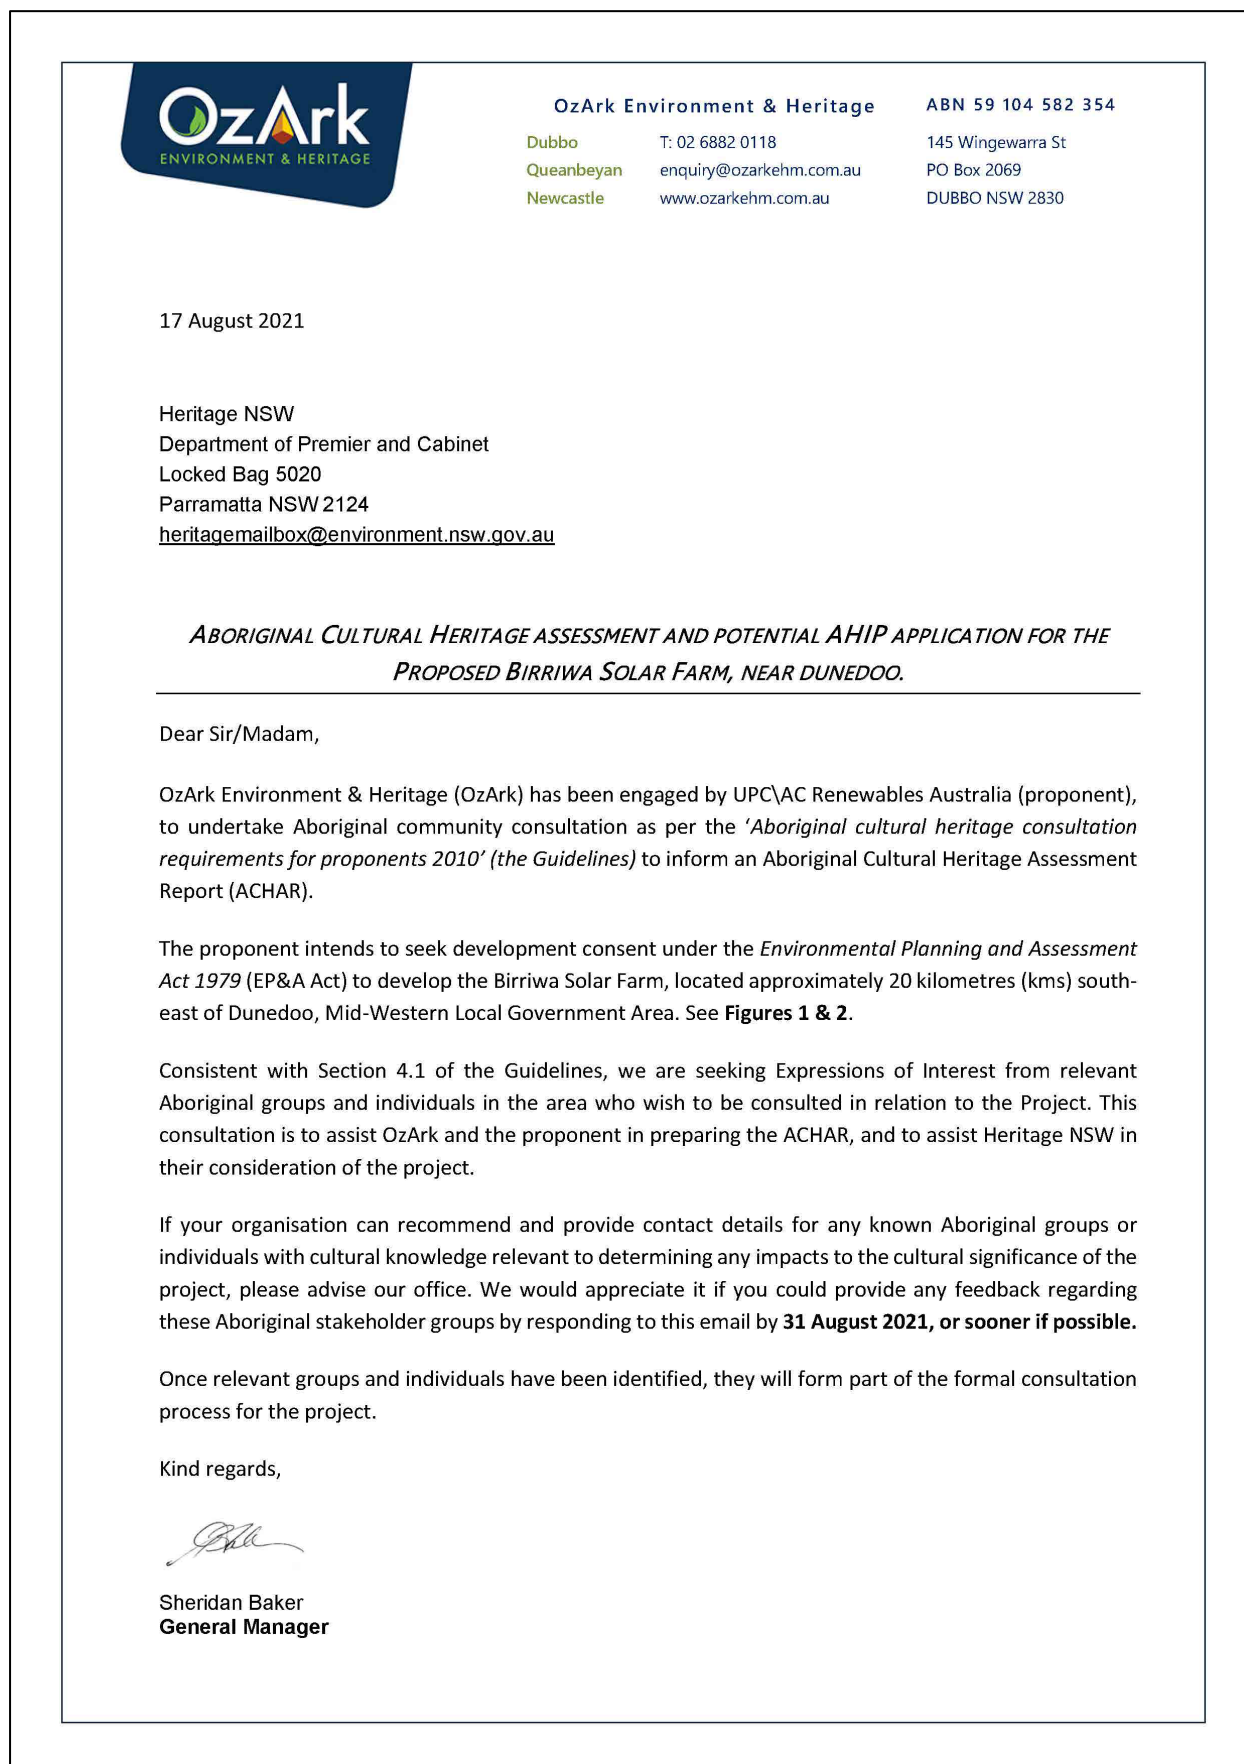 OzArk
ENVIRONMENT & HERITAGE
OzArk Environment & Heritage
Dubbo T: 02 6882 0118
Queanbeyan enquiry@ozarkehm.com.au
Newcastle www.ozarkehm.com.au
ABN 59 104 582 354
145 Wingewarra St
PO Box 2069
DUBBO NSW 2830
17 August 2021
Heritage NSW
Department of Premier and Cabinet
Locked Bag 5020
Parramatta NSW 2124
heritagemailbox@environment.nsw.gov.au
ABORIGINAL CULTURAL HERITAGE ASSESSMENT AND POTENTIAL AHIP APPLICATION FOR THE
PROPOSED BIRRIWA SOLAR FARM, NEAR DUNEDOO.
Dear Sir/Madam,
OzArk Environment & Heritage (OzArk) has been engaged by UPC\AC Renewables Australia (proponent),
to undertake Aboriginal community consultation as per the ‘Aboriginal cultural heritage consultation
requirements for proponents 2010’ (the Guidelines) to inform an Aboriginal Cultural Heritage Assessment
Report (ACHAR).
The proponent intends to seek development consent under the Environmental Planning and Assessment
Act 1979 (EP&A Act) to develop the Birriwa Solar Farm, located approximately 20 kilometres (kms) south-
east of Dunedoo, Mid-Western Local Government Area. See Figures 1 & 2.
Consistent with Section 4.1 of the Guidelines, we are seeking Expressions of Interest from relevant
Aboriginal groups and individuals in the area who wish to be consulted in relation to the Project. This
consultation is to assist OzArk and the proponent in preparing the ACHAR, and to assist Heritage NSW in
their consideration of the project.
If your organisation can recommend and provide contact details for any known Aboriginal groups or
individuals with cultural knowledge relevant to determining any impacts to the cultural significance of the
project, please advise our office. We would appreciate it if you could provide any feedback regarding
these Aboriginal stakeholder groups by responding to this email by 31 August 2021, or sooner if possible.
Once relevant groups and individuals have been identified, they will form part of the formal consultation
process for the project.
Kind regards,
Sheridan Baker
General Manager